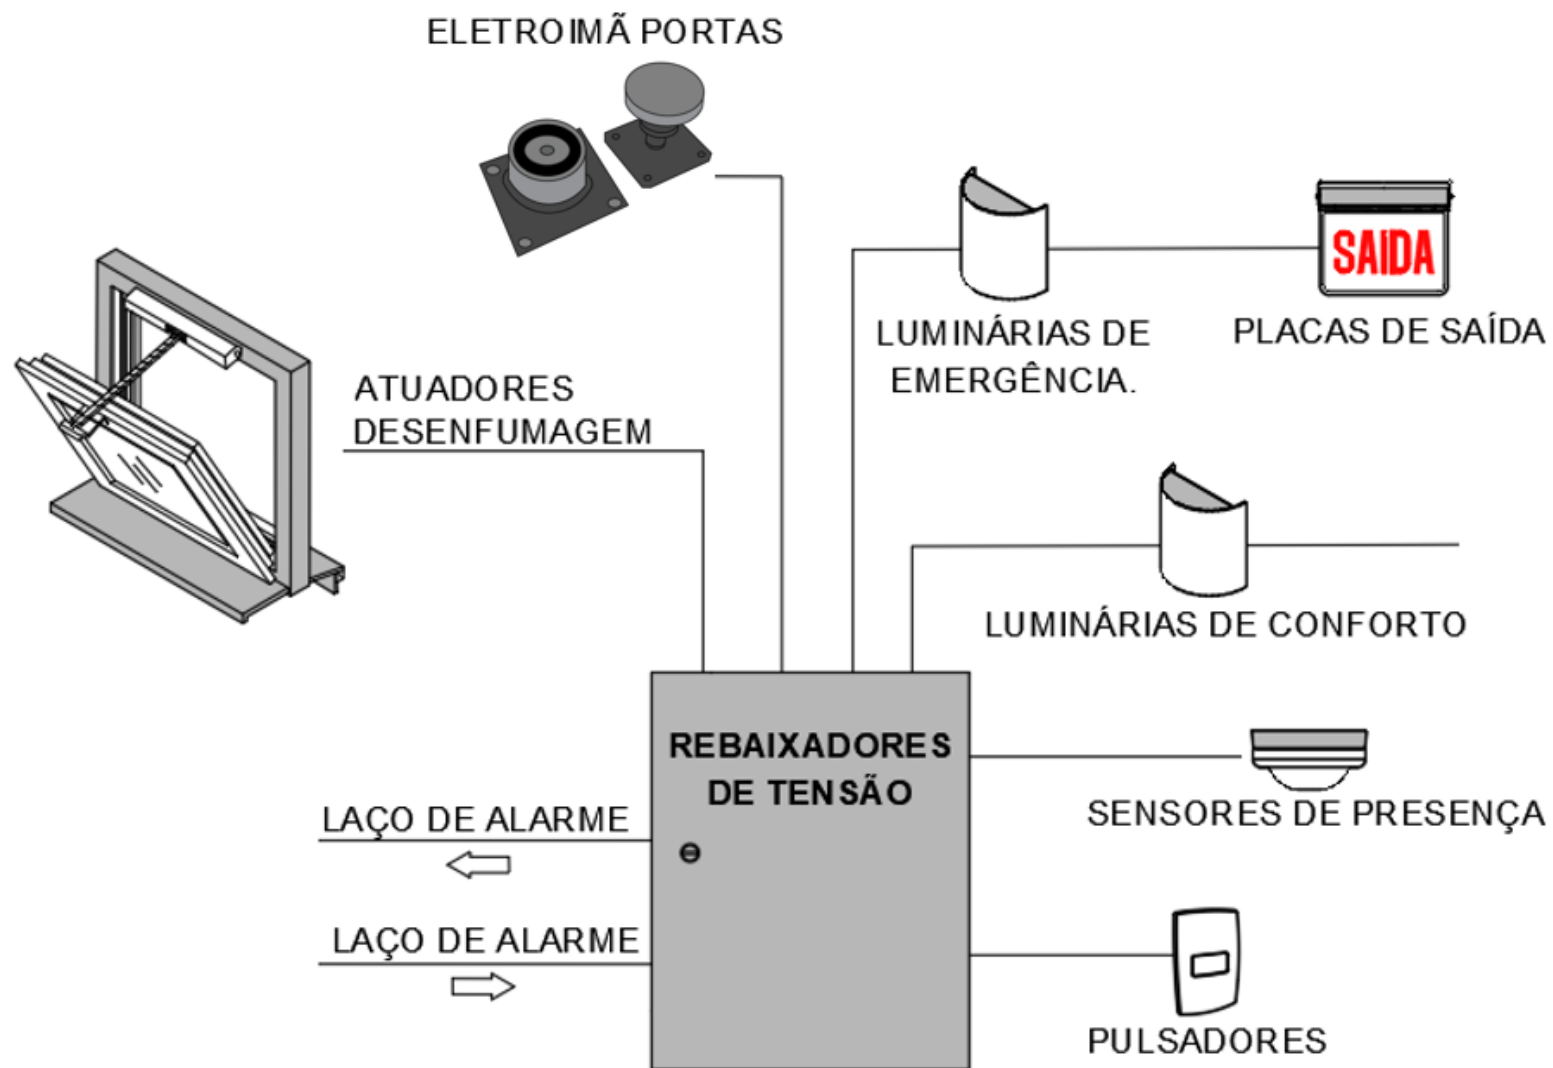 ELETROIMÃ PORTAS
SAIDA
LUMINÁRIAS DE
EMERGÊNCIA.
PLACAS DE SAÍDA
ATUADORES
DESENFUMAGEM
LUMINÁRIAS DE CONFORTO
REBAIXADORES
DE TENSÃO
SENSORES DE PRESENÇA
LAÇO DE ALARME
LAÇO DE ALARME
PULSADORES